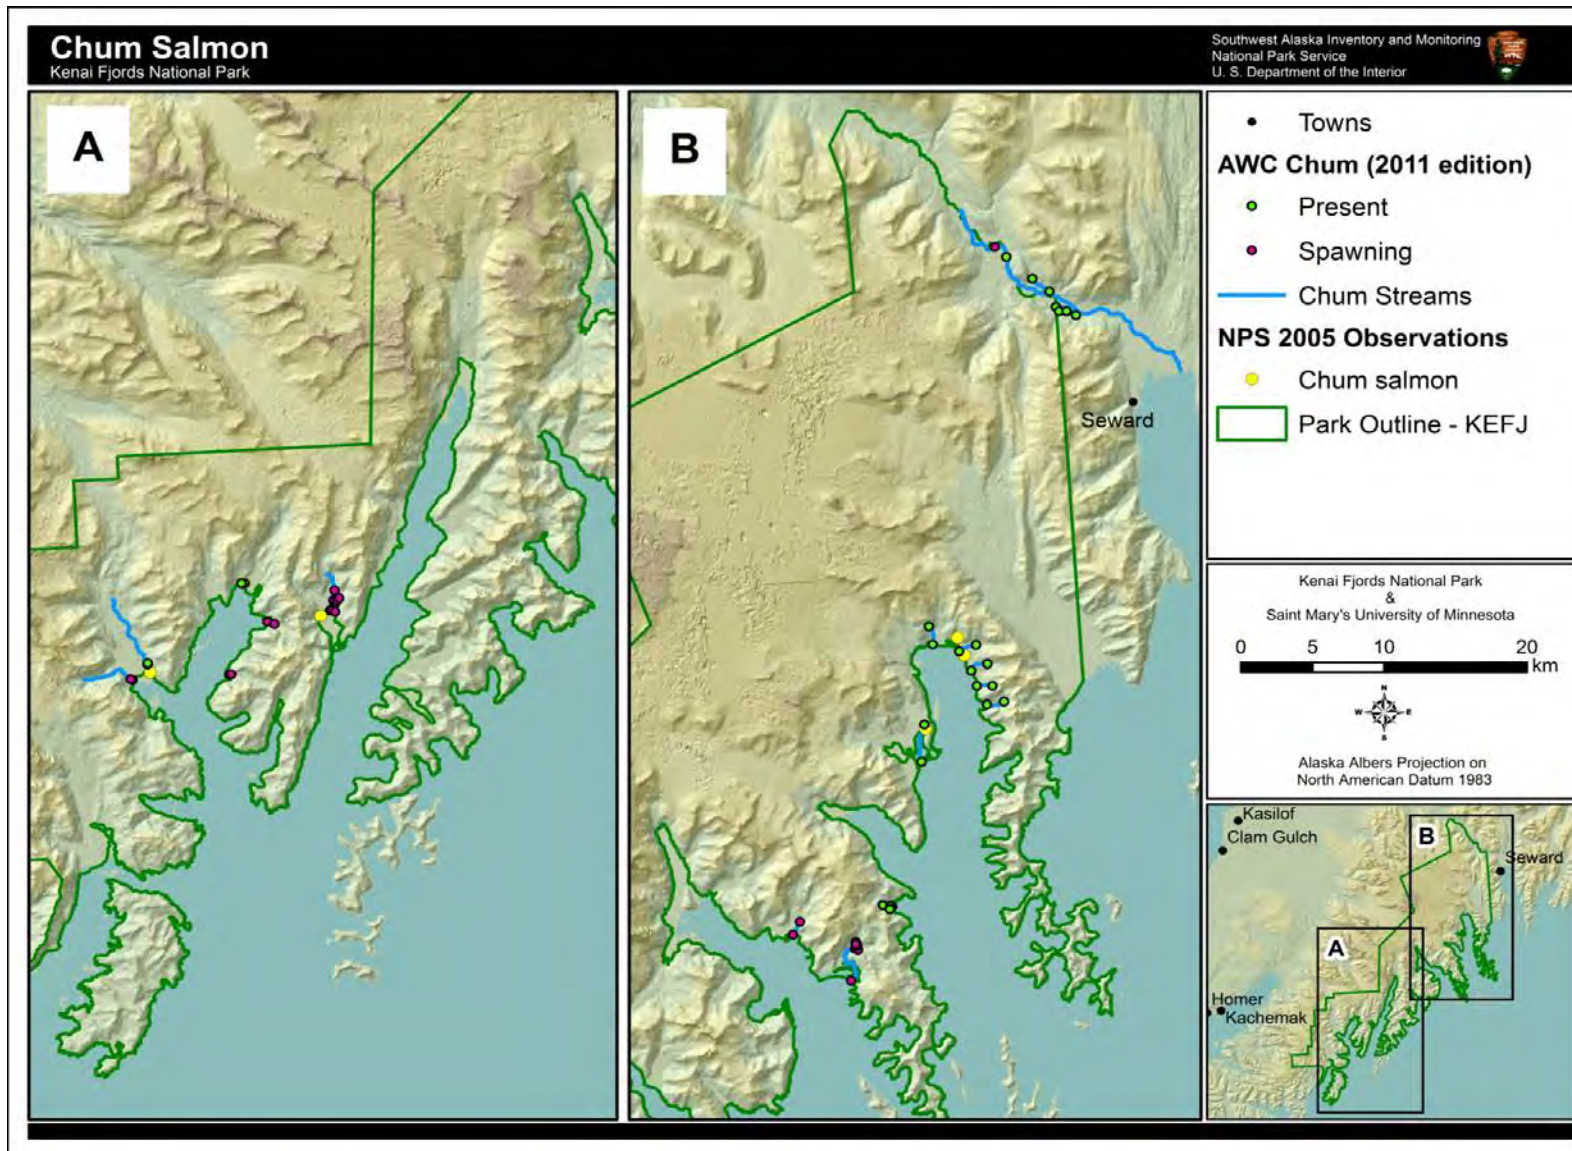 Chum Salmon
Kenai Fjords National Park
Southwest Alaska Inventory and Monitoring
National Park Service
U. S. Department of the Interior
A
B
Seward
Towns
AWC Chum (2011 edition)
Present
Spawning
Chum Streams
NPS 2005 Observations
Chum salmon
Park Outline - KEFJ
Kenai Fjords National Park
&
Saint Mary's University of Minnesota
0 5 10 20
km
N
W E
S
Alaska Albers Projection on
North American Datum 1983
Kasilof
Clam Gulch
B
Seward
A
Homer
Kachemak